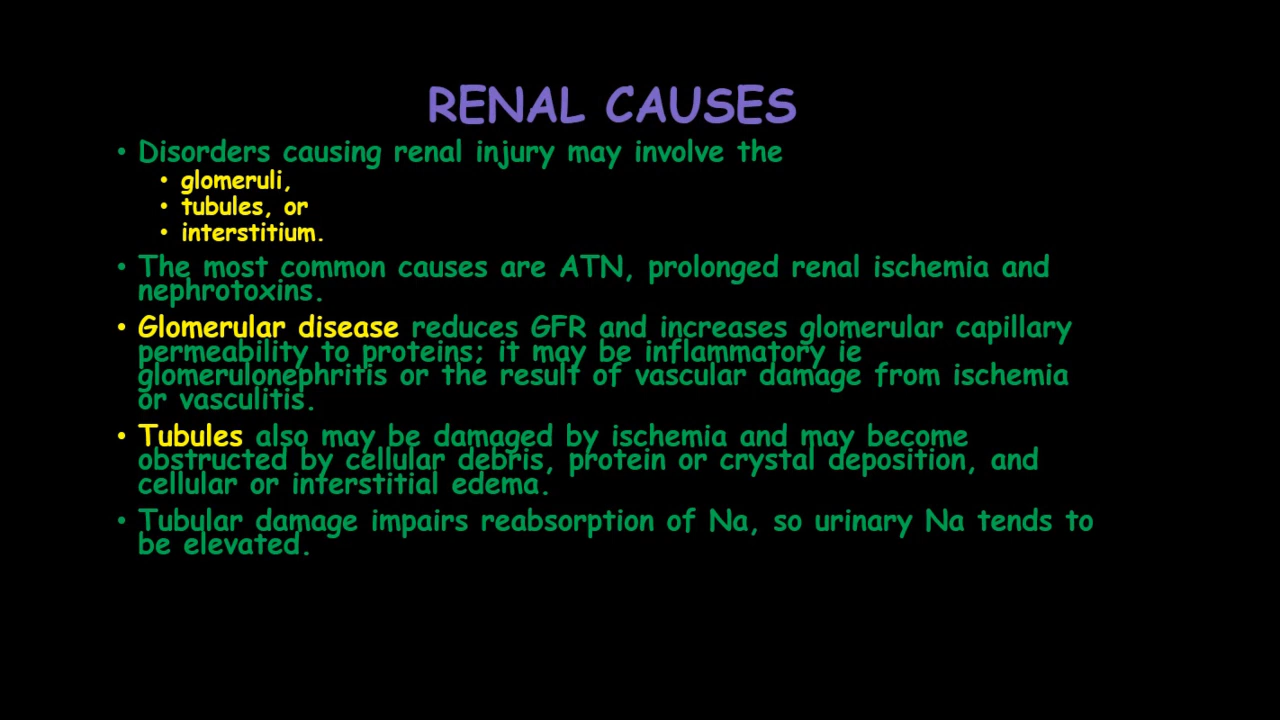 RENAL CAUSES
• Disorders causing renal injury may involve the
• glomeruli,
• tubules, or
• interstitium.
• The most common causes are ATN, prolonged renal ischemia and
nephrotoxins.
• Glomerular disease reduces GFR and increases glomerular capillary
permeability to proteins; it may be inflammatory ie
glomerulonephritis or the result of vascular damage from ischemia
or vasculitis.
• Tubules also may be damaged by ischemia and may become
obstructed by cellular debris, protein or crystal deposition, and
cellular or interstitial edema.
• Tubular damage impairs reabsorption of Na, so urinary Na tends to
be elevated.